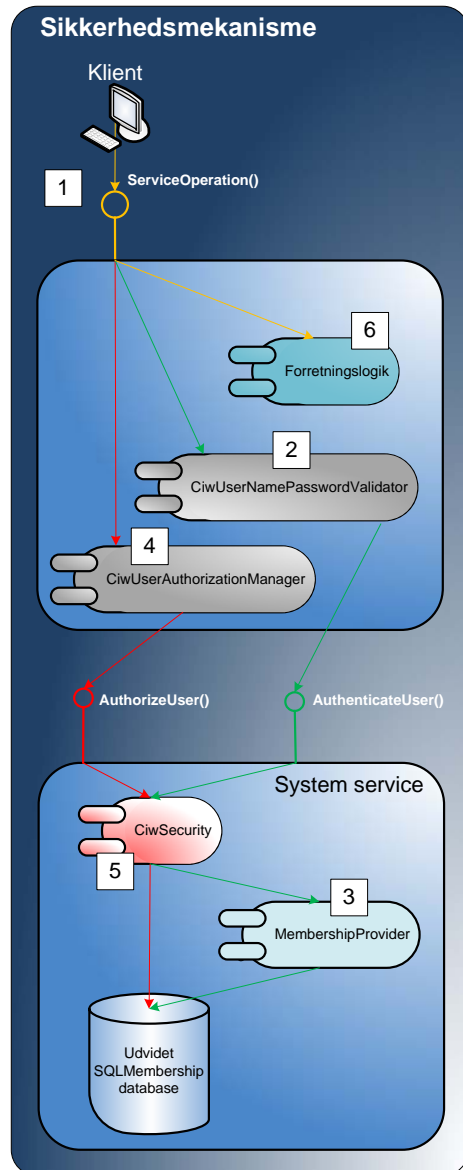 Sikkerhedsmekanisme
Klient
1
ServiceOperation()
6
Forretningslogik
2
CiwUserNamePasswordValidator
4
CiwUserAuthorizationManager
AuthorizeUser()
AuthenticateUser()
System service
CiwSecurity
5
3
MembershipProvider
Udvidet
SQLMembership
database